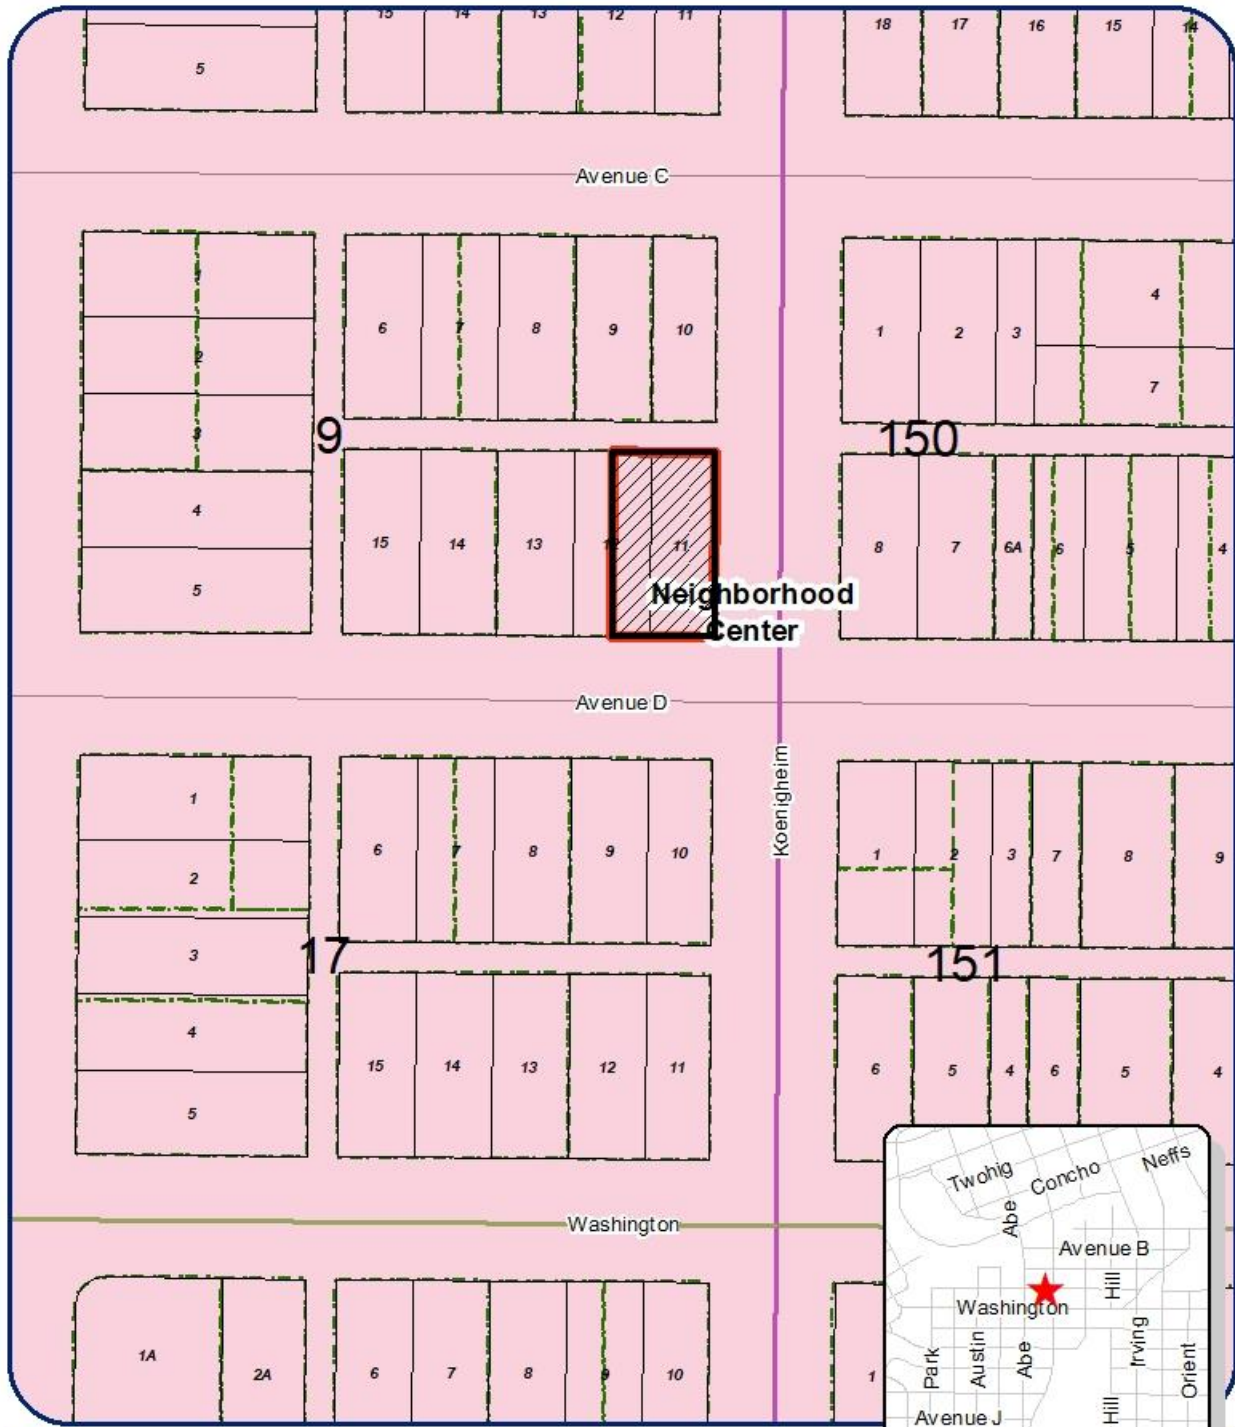 15 14 13 12 11
18 17 16 15 14
5
Avenue C
1
6 7 8 9 10
1 2 3 4
2
7
3
9
150
4
15 14 13 12 11
8 7 6A 6 5 4
5
Neighborhood
Center
Avenue D
Koenigheim
1
6 7 8 9 10
1 2 3 7 8 9
2
3
17
151
4
15 14 13 12 11
6 5 4 6 5 4
5
Washington
1A 2A
6 7 8 9 10
1
Twohig
Concho
Neffs
Abe
Avenue B
Hill
Washington
Park
Austin
Abe
Irving
Orient
Avenue J
Hill